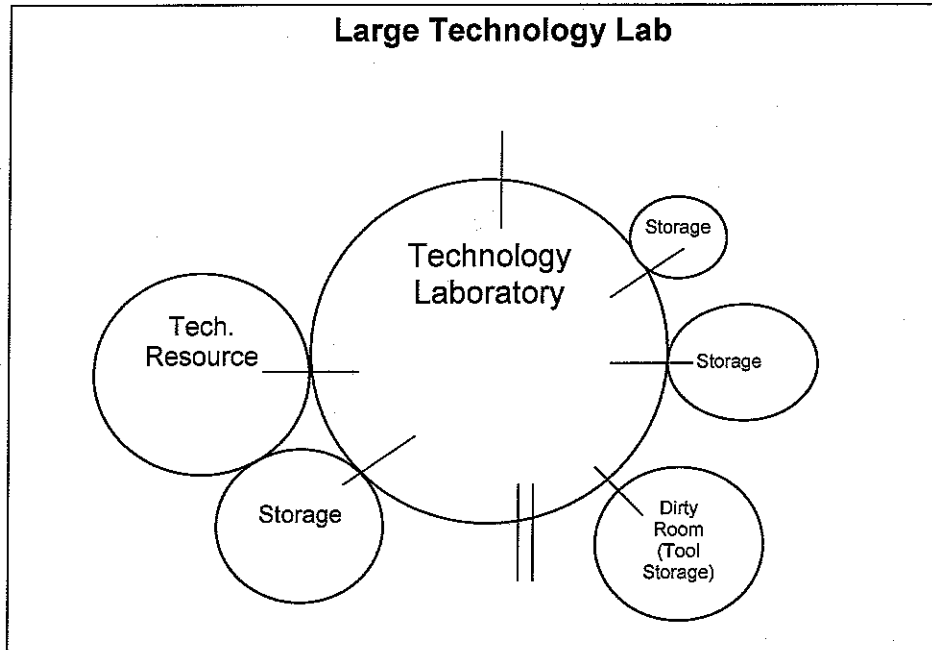 Large Technology Lab
Technology
Laboratory
Storage
Tech.
Resource
Storage
Storage
Dirty
Room
(Tool
Storage)